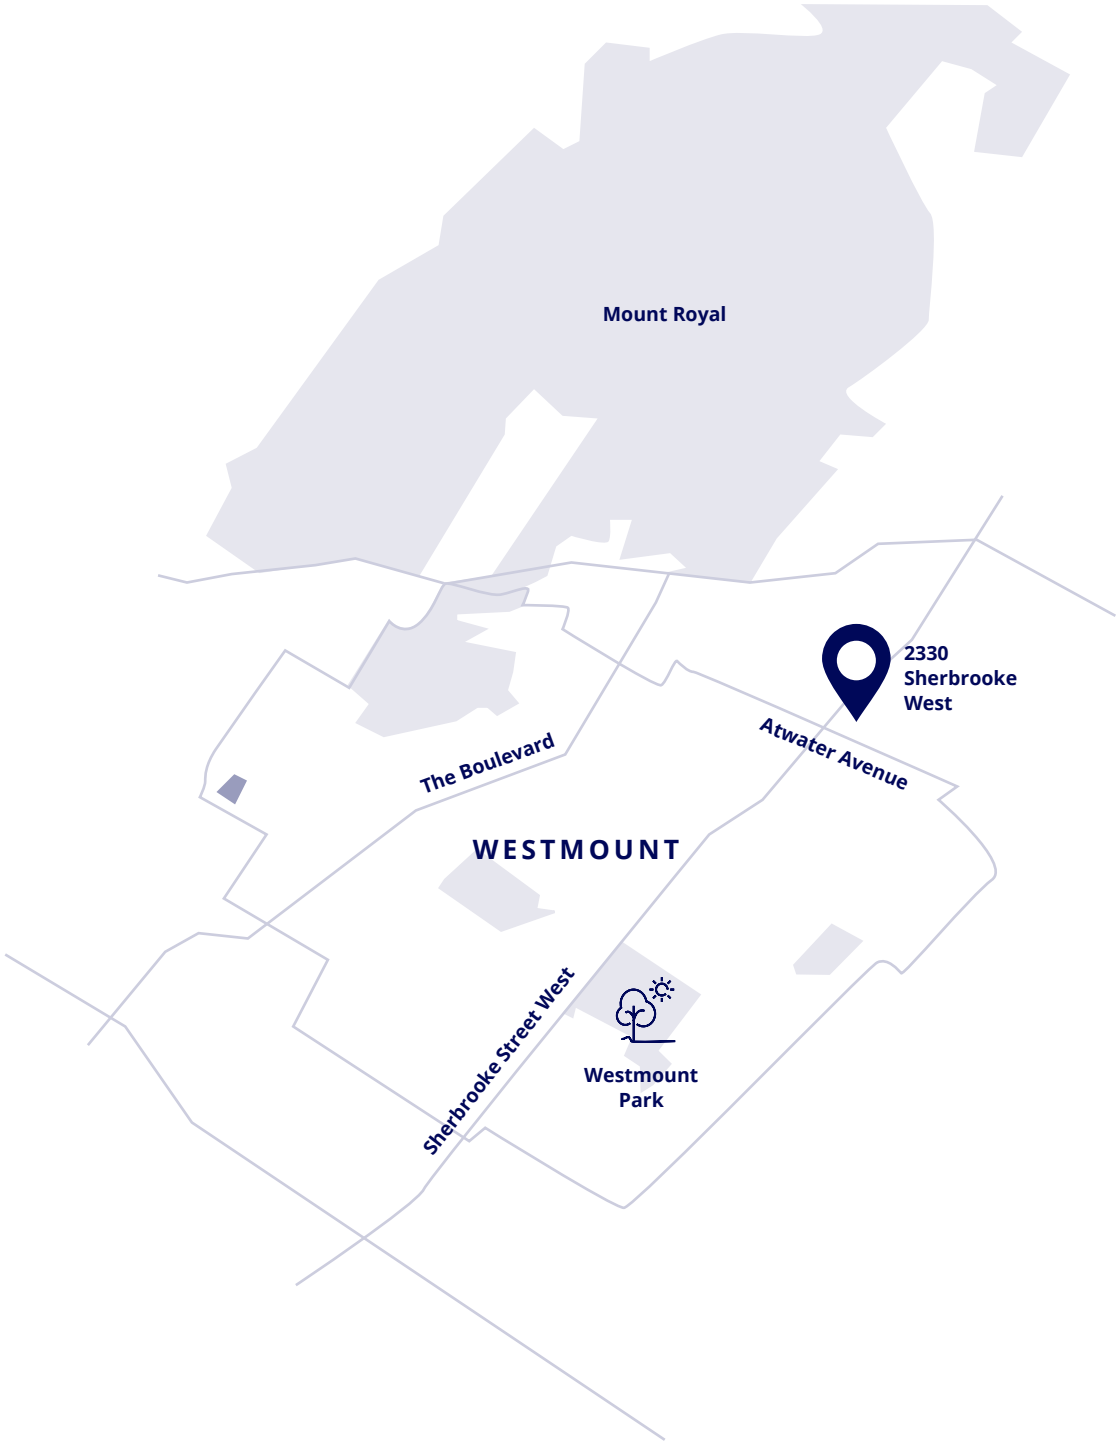 Mount Royal
2330
Sherbrooke
West
Atwater Avenue
The Boulevard
WESTMOUNT
Sherbrooke Street West
Westmount
Park